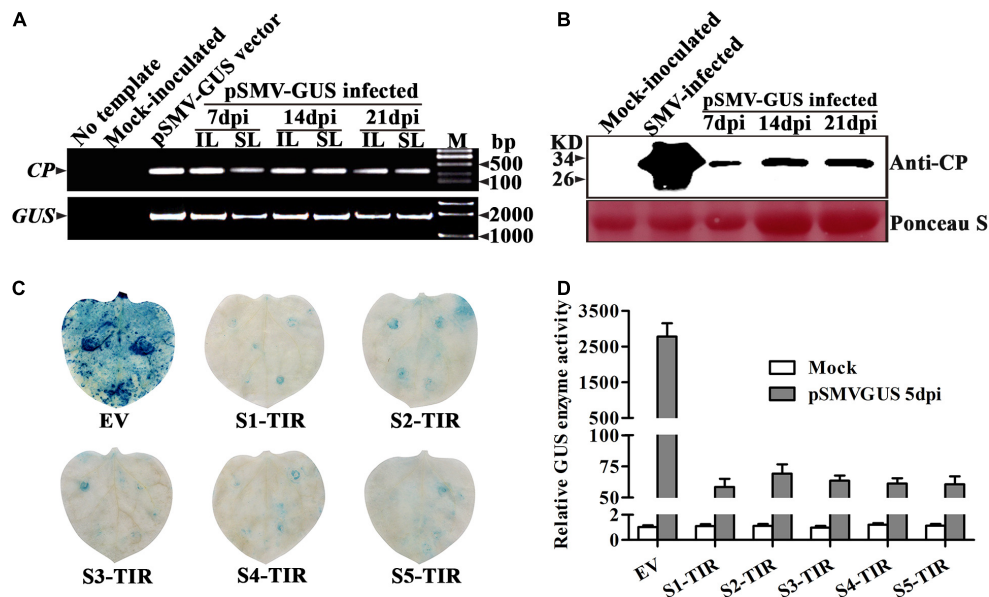 A
No template
Mock-inoculated
pSMV-GUS vector
pSMV-GUS infected
7dpi 14dpi 21dpi
IL SL IL SL IL SL M bp
CP
500
100
GUS
2000
1000
B
Mock-inoculated
SMV-infected
pSMV-GUS infected
7dpi 14dpi 21dpi
KD
34
26
Anti-CP
Ponceau S
C
EV S1-TIR S2-TIR
S3-TIR S4-TIR S5-TIR
D
Relative GUS enzyme activity
3500
2500
1500
500
100
75
50
2
0
Mock
pSMVGUS 5dpi
EV
S1-TIR
S2-TIR
S3-TIR
S4-TIR
S5-TIR